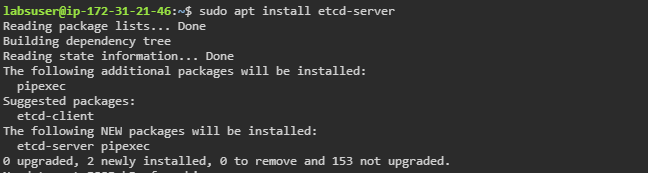 labsuser@ip-172-31-21-46:~$ sudo apt install etcd-server
Reading package lists... Done
Building dependency tree
Reading state information... Done
The following additional packages will be installed:
  pipexec
Suggested packages:
  etcd-client
The following NEW packages will be installed:
  etcd-server pipexec
0 upgraded, 2 newly installed, 0 to remove and 153 not upgraded.